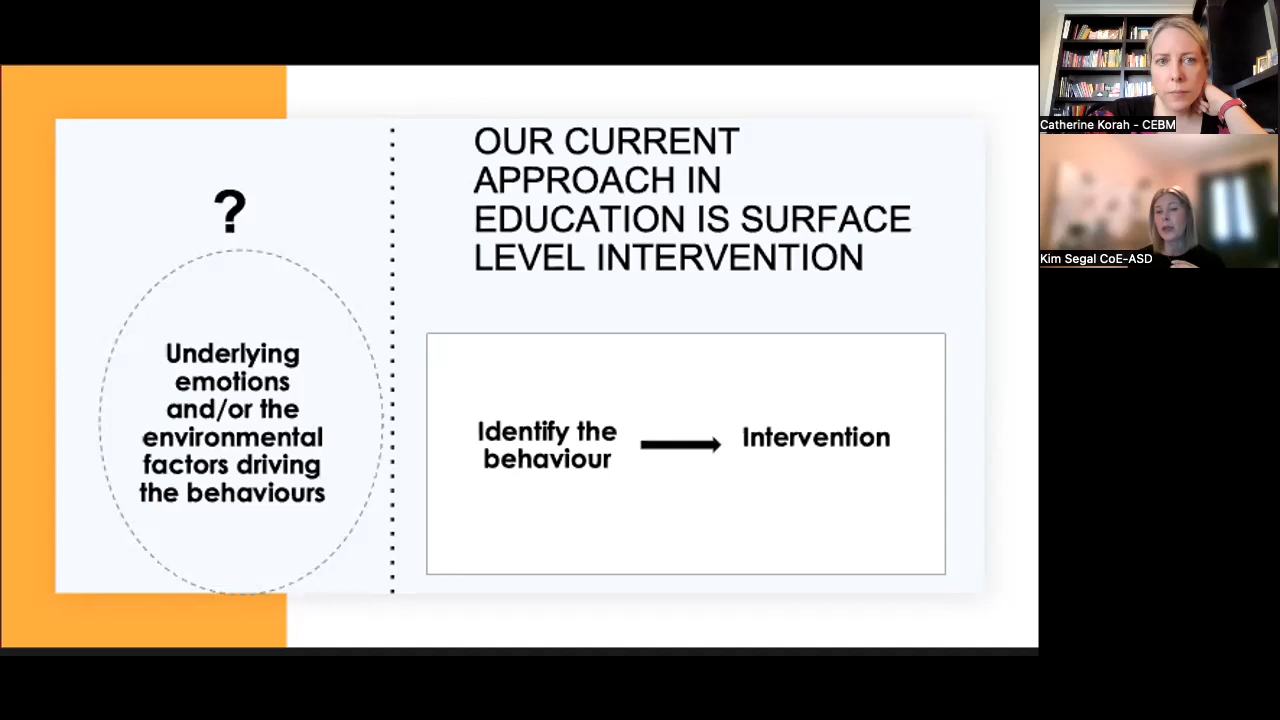 ?
Underlying
emotions
and/or the
environmental
factors driving
the behaviours
OUR CURRENT
APPROACH IN
EDUCATION IS SURFACE
LEVEL INTERVENTION
Identify the
behaviour
Intervention
Catherine Korah - CEBM
Kim Segal CoE-ASD